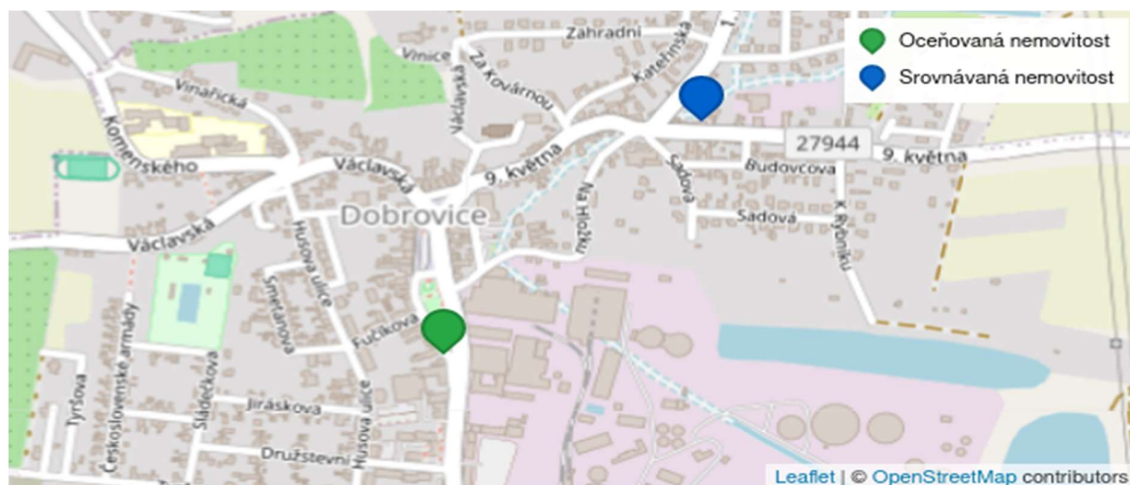 Oceňovaná nemovitost
Srovnávaná nemovitost
Zahradní
1.
Vinice
Za Kovárnou
Kateřinská
Václavská
Vinařická
Komenského
Václavská
9. května
27944
9. května
Sadová
Budovcova
Na Hložku
Dobrovice
Sadová
K Rybníku
Václavská
Husova ulice
Smetanova
Fučíkova
Československé armády
Sládečkova
Tyršova
Jiráskova
Husova ulice
Družstevní
Leaflet | © OpenStreetMap contributors